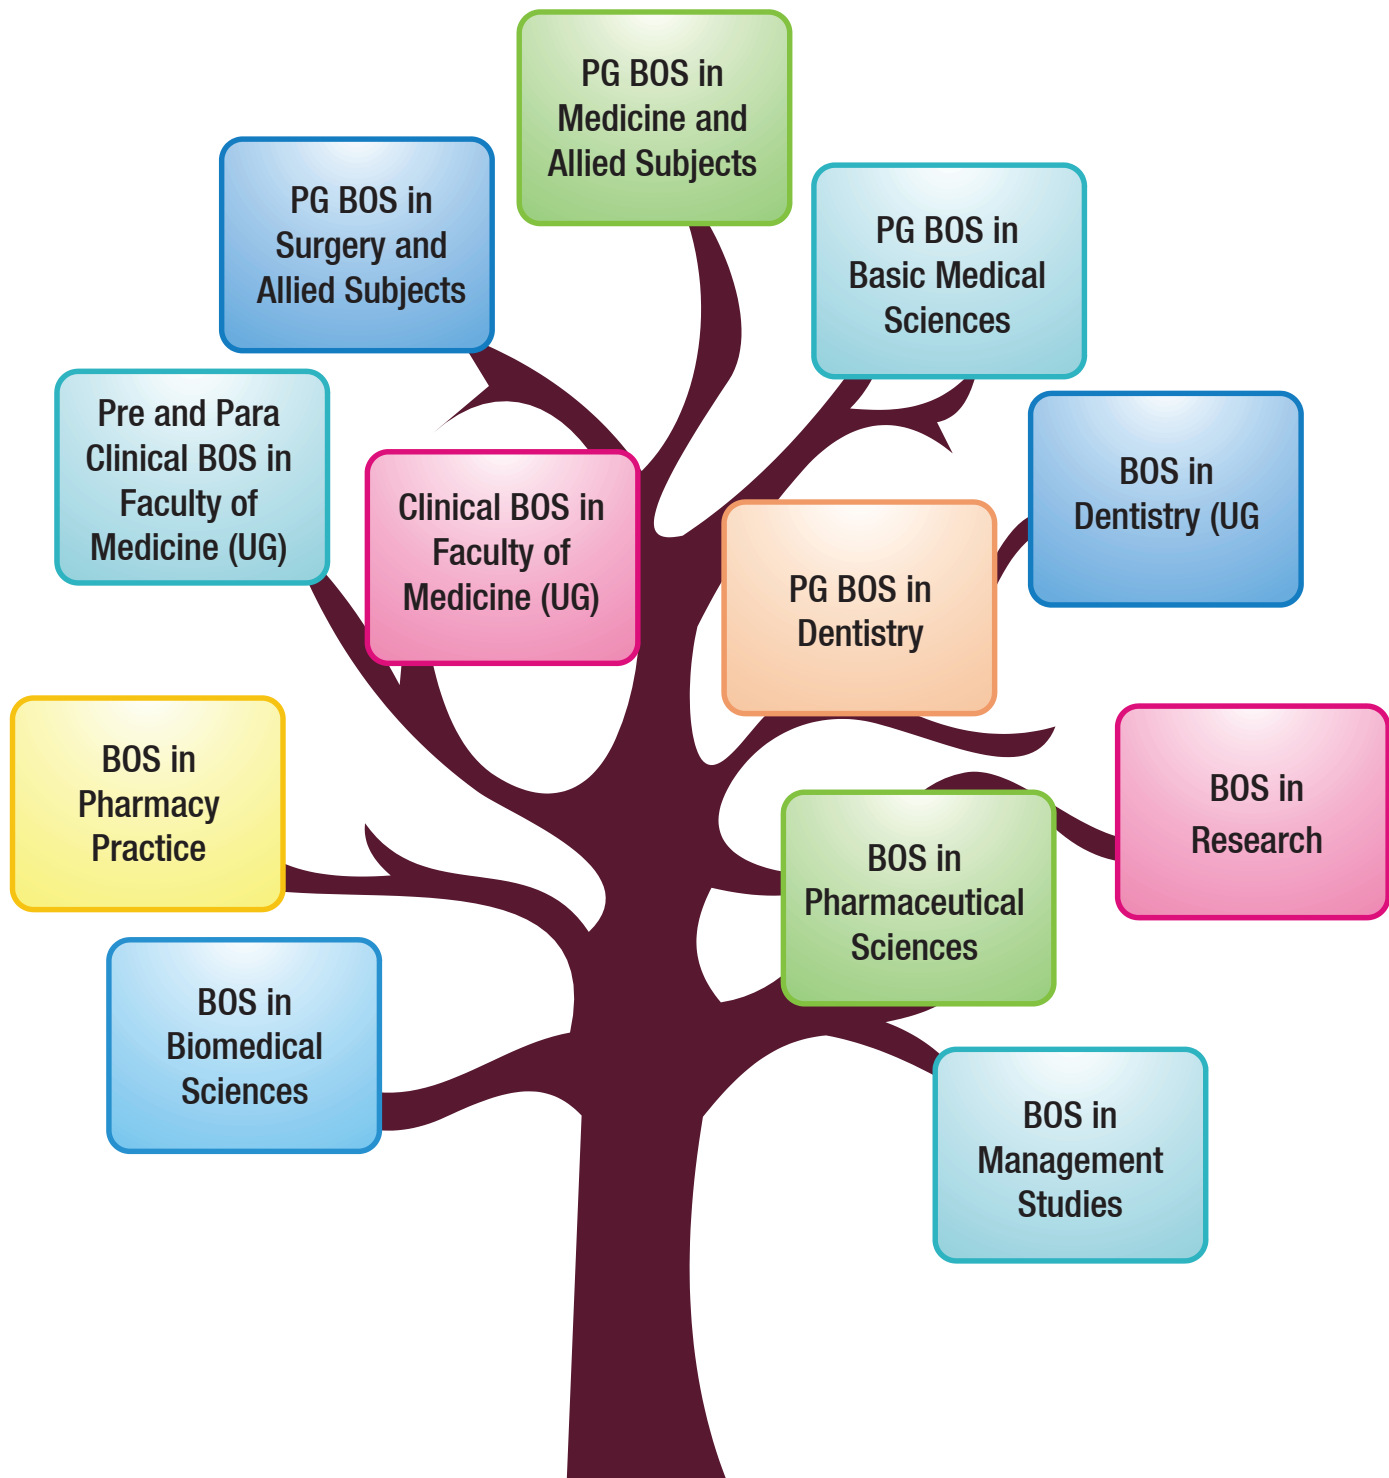 PG BOS in
Medicine and
Allied Subjects
PG BOS in
Surgery and
Allied Subjects
PG BOS in
Basic Medical
Sciences
Pre and Para
Clinical BOS in
Faculty of
Medicine (UG)
Clinical BOS in
Faculty of
Medicine (UG)
BOS in
Dentistry (UG
PG BOS in
Dentistry
BOS in
Pharmacy
Practice
BOS in
Research
BOS in
Pharmaceutical
Sciences
BOS in
Biomedical
Sciences
BOS in
Management
Studies